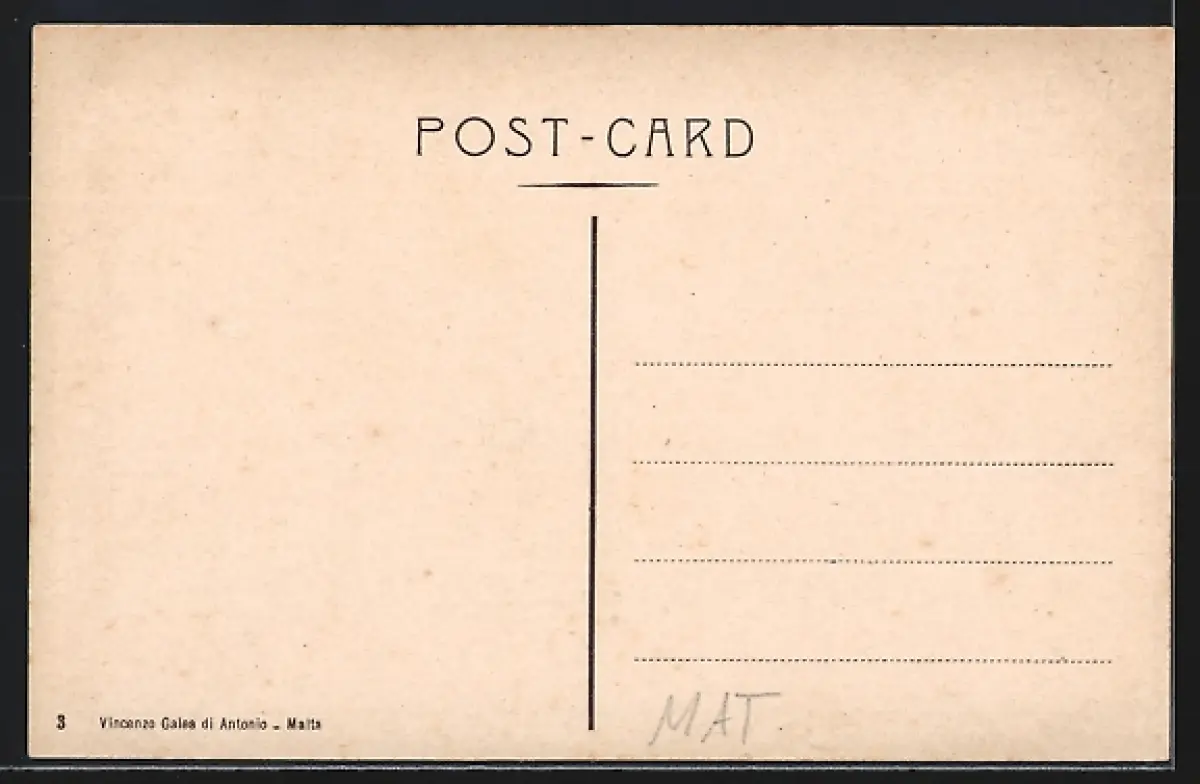 POST-CARD
3 Vincenzo Galea di Antonio - Malta
MAT.